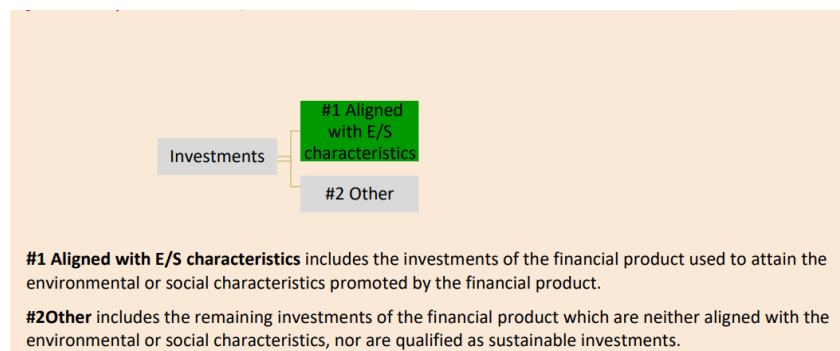 #1 Aligned
with E/S
characteristics
Investments
#2 Other
#1 Aligned with E/S characteristics includes the investments of the financial product used to attain the
environmental or social characteristics promoted by the financial product.
#2Other includes the remaining investments of the financial product which are neither aligned with the
environmental or social characteristics, nor are qualified as sustainable investments.